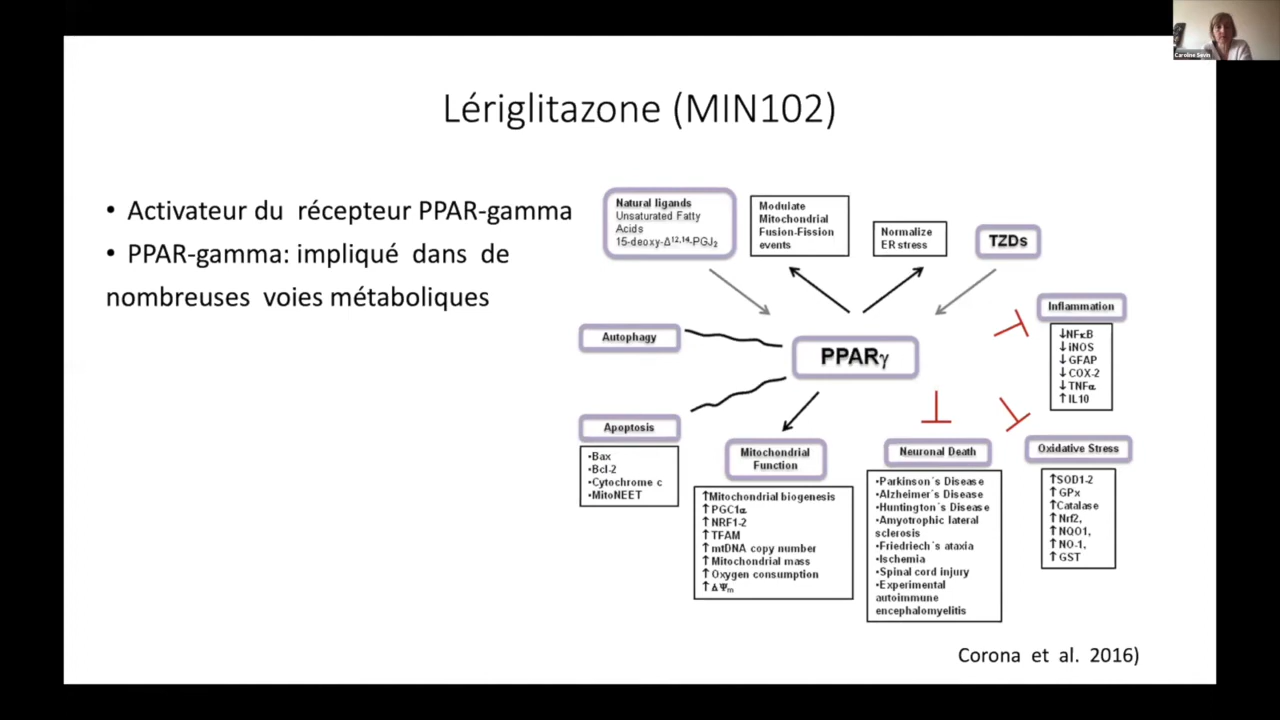 Caroline Sevin
Lériglitazone (MIN102)
• Activateur du récepteur PPAR-gamma
• PPAR-gamma: impliqué dans de
nombreuses voies métaboliques
Natural ligands
Unsaturated Fatty
Acids
15-deoxy-Δ12,14-PGJ2
Modulate
Mitochondrial
Fusion-Fission
events
Normalize
ER stress
TZDs
Autophagy
PPARγ
Inflammation
↓NFκB
↓iNOS
↓GFAP
↓COX-2
↓TNFα
↑IL10
Apoptosis
•Bax
•Bcl-2
•Cytochrome c
•MitoNEET
Mitochondrial
Function
↑Mitochondrial biogenesis
↑PGC1α
↑NRF1-2
↑TFAM
↑mtDNA copy number
↑Mitochondrial mass
↑Oxygen consumption
↑ΔΨm
Neuronal Death
•Parkinson´s Disease
•Alzheimer´s Disease
•Huntington´s Disease
•Amyotrophic lateral
sclerosis
•Friedriech´s ataxia
•Ischemia
•Spinal cord injury
•Experimental
autoimmune
encephalomyelitis
Oxidative Stress
↑SOD1-2
↑GPx
↑Catalase
↑Nrf2,
↑NQO1,
↑NO-1,
↑GST
Corona et al. 2016)